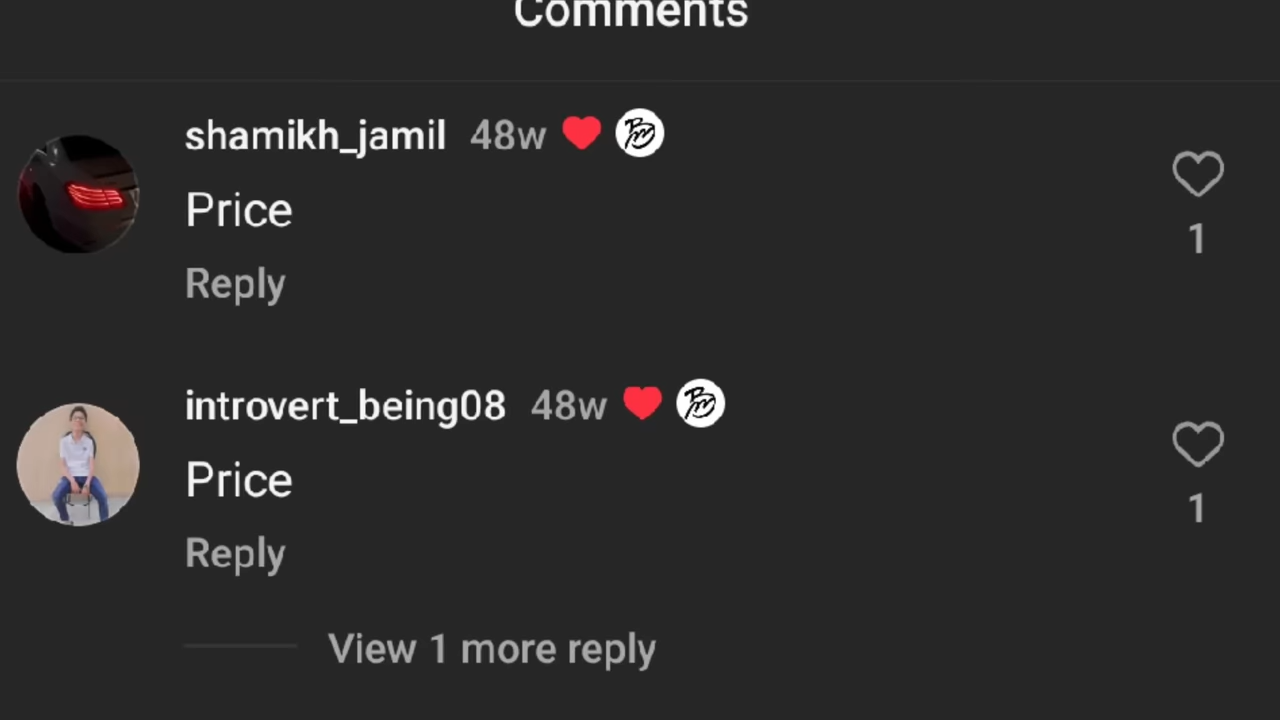 Comments
shamikh_jamil 48w
Price
1
Reply
introvert_being08 48w
Price
1
Reply
View 1 more reply